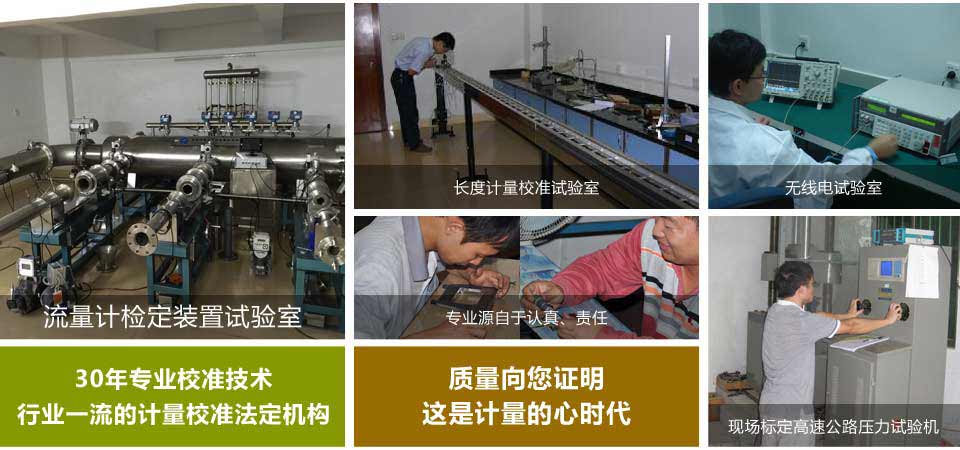 长度计量校准试验室
无线电试验室
流量计检定装置试验室
专业源自于认真、责任
30年专业校准技术
行业一流的计量校准法定机构
质量向您证明
这是计量的心时代
现场标定高速公路压力试验机